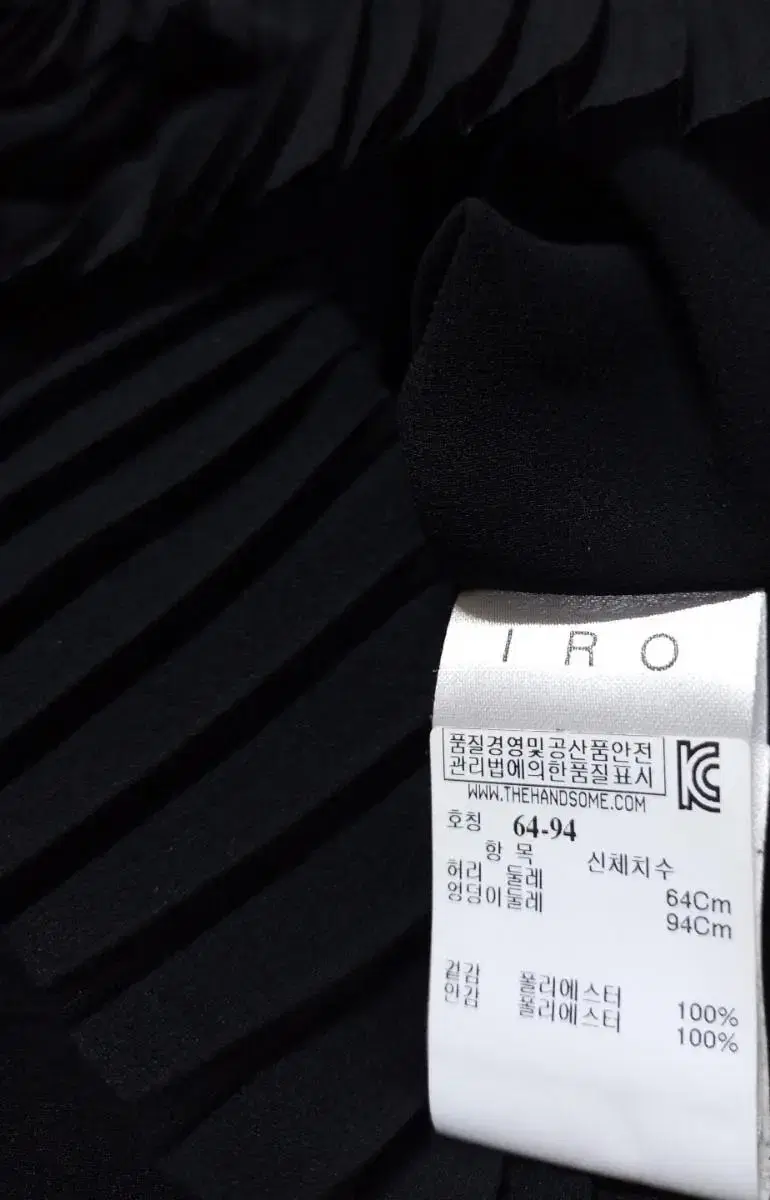 IRO
품질경영및공산품안전
관리법에의한품질표시
WWW.THEHANDSOME.COM
호칭 64-94
항 목 신체치수
허리 둘레 64Cm
엉덩이둘레 94Cm
겉감 폴리에스터 100%
안감 폴리에스터 100%